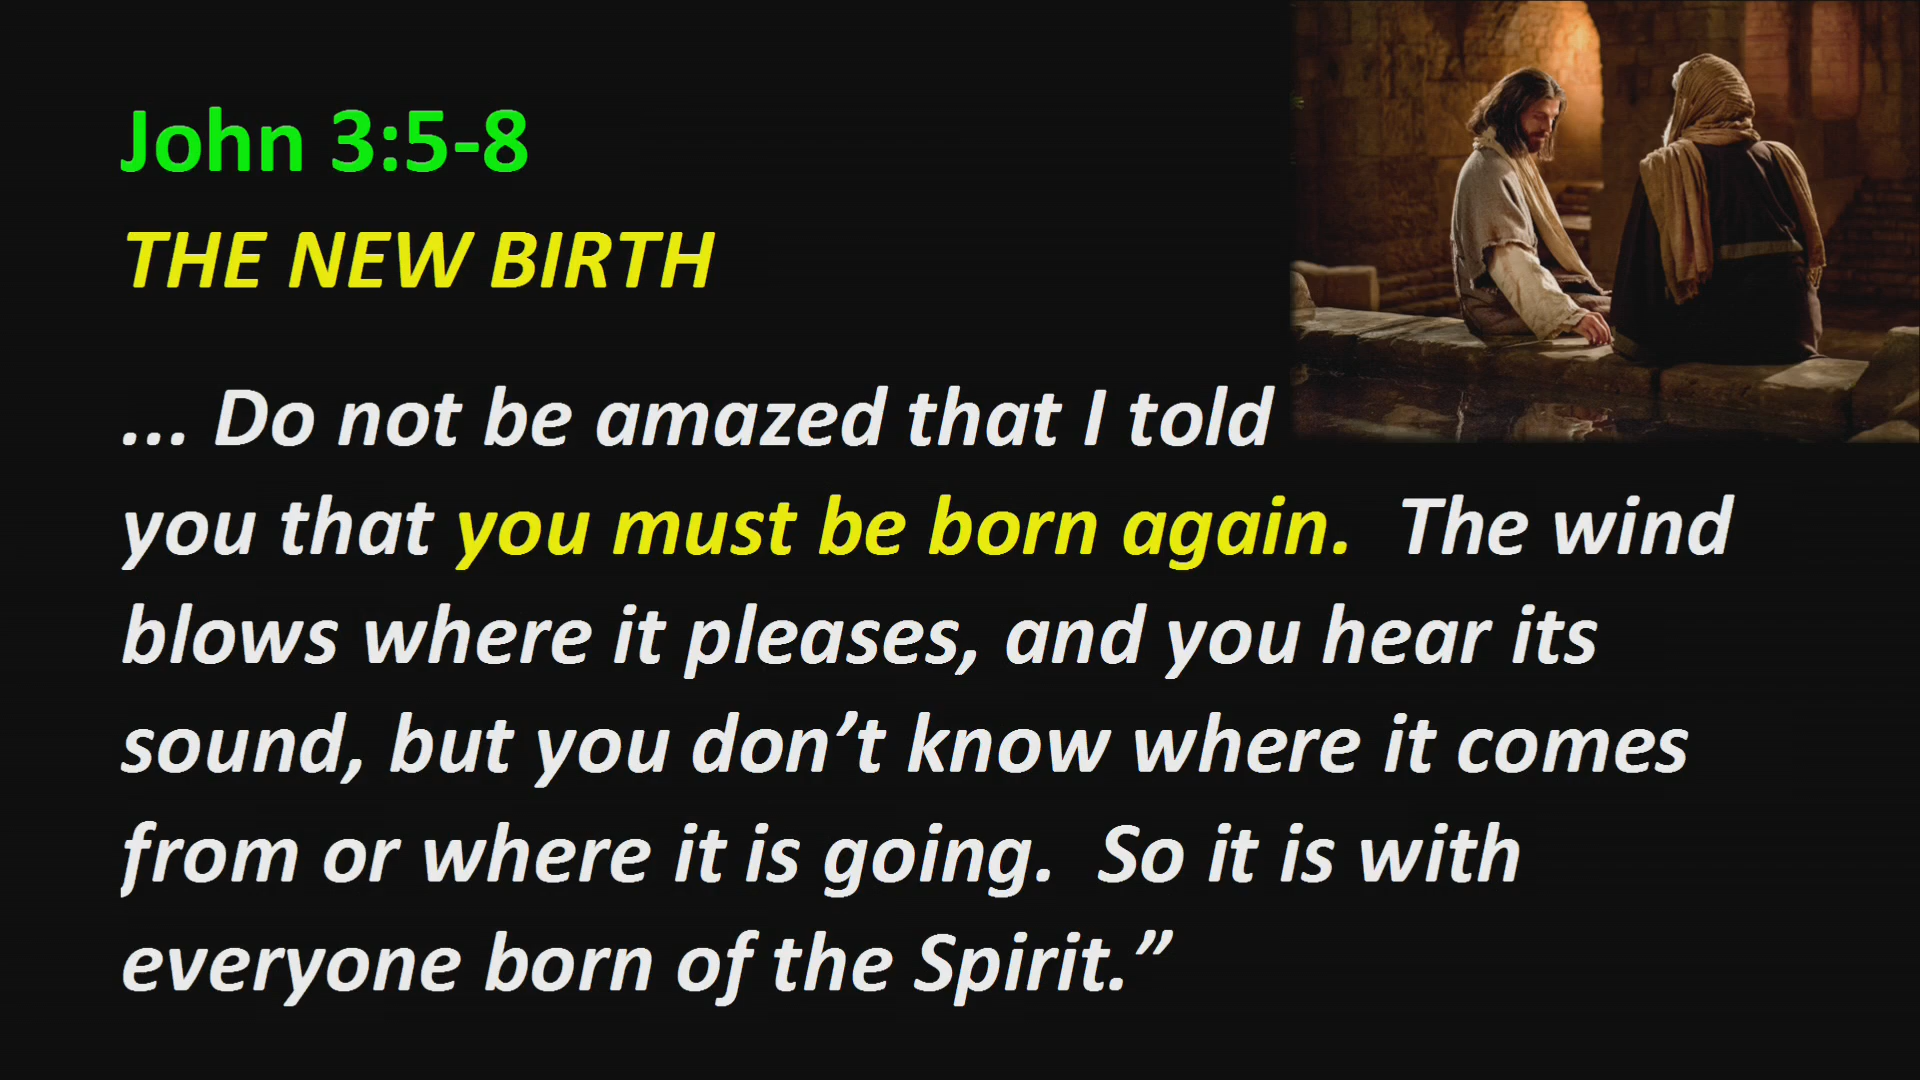 John 3:5-8
THE NEW BIRTH
... Do not be amazed that I told
you that you must be born again.  The wind
blows where it pleases, and you hear its
sound, but you don’t know where it comes
from or where it is going.  So it is with
everyone born of the Spirit.”